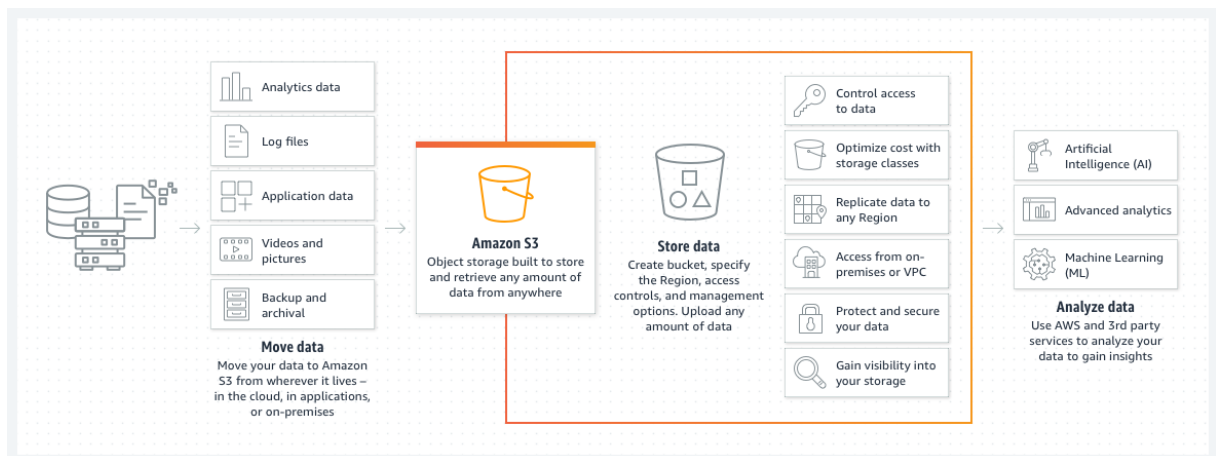 Analytics data
Log files
Application data
Videos and
pictures
Backup and
archival
Move data
Move your data to Amazon
S3 from wherever it lives –
in the cloud, in applications,
or on-premises
Amazon S3
Object storage built to store
and retrieve any amount of
data from anywhere
Store data
Create bucket, specify
the Region, access
controls, and management
options. Upload any
amount of data
Control access
to data
Optimize cost with
storage classes
Replicate data to
any Region
Access from on-
premises or VPC
Protect and secure
your data
Gain visibility into
your storage
Artificial
Intelligence (AI)
Advanced analytics
Machine Learning
(ML)
Analyze data
Use AWS and 3rd party
services to analyze your
data to gain insights